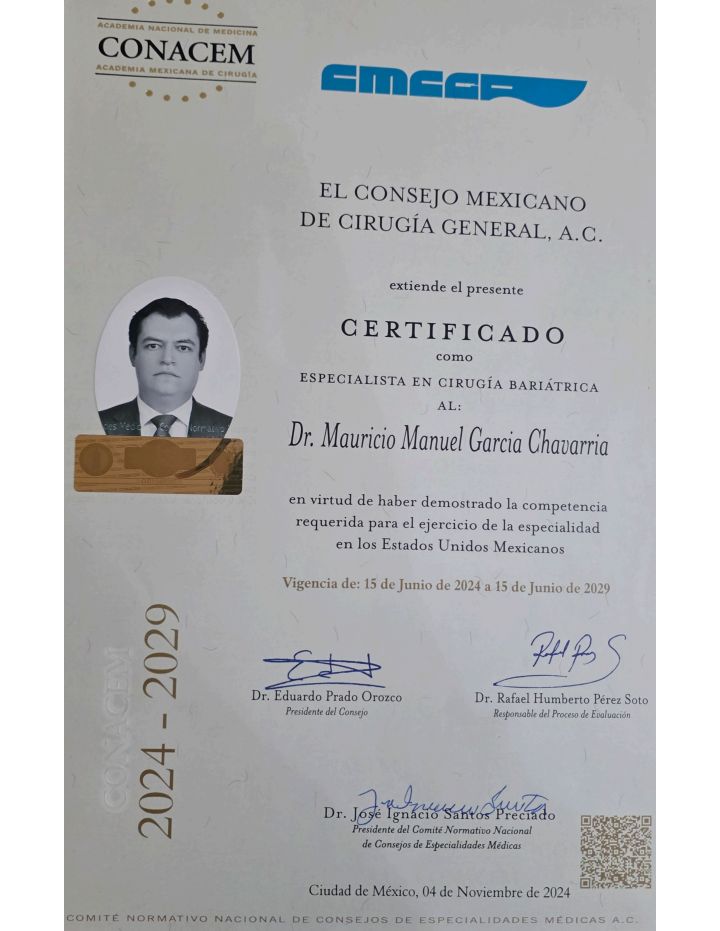 ACADEMIA NACIONAL DE MEDICINA
CONACEM
ACADEMIA MEXICANA DE CIRUGÍA
CMCGP
EL CONSEJO MEXICANO
DE CIRUGÍA GENERAL, A.C.
extiende el presente
CERTIFICADO
como
ESPECIALISTA EN CIRUGÍA BARIÁTRICA
AL:
Dr. Mauricio Manuel Garcia Chavarria
en virtud de haber demostrado la competencia
requerida para el ejercicio de la especialidad
en los Estados Unidos Mexicanos
Vigencia de: 15 de Junio de 2024 a 15 de Junio de 2029
CONACEM
2024 - 2029
Dr. Eduardo Prado Orozco
Presidente del Consejo
Dr. Rafael Humberto Pérez Soto
Responsable del Proceso de Evaluación
Dr. José Ignacio Santos Preciado
Presidente del Comité Normativo Nacional
de Consejos de Especialidades Médicas
Ciudad de México, 04 de Noviembre de 2024
COMITÉ NORMATIVO NACIONAL DE CONSEJOS DE ESPECIALIDADES MÉDICAS A.C.